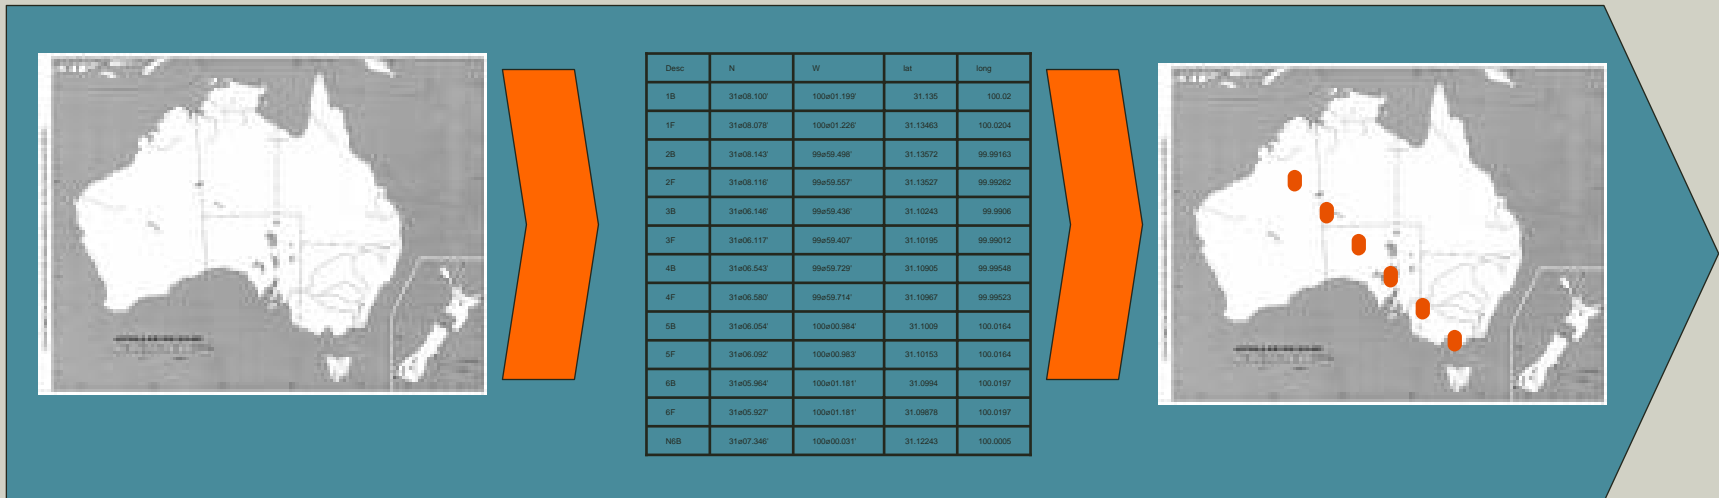 Desc N W lat long
1B 31ø08.100' 100ø01.199' 31.135 100.02
1F 31ø08.078' 100ø01.226' 31.13463 100.0204
2B 31ø08.143' 99ø59.498' 31.13572 99.99163
2F 31ø08.116' 99ø59.557' 31.13527 99.99262
3B 31ø06.146' 99ø59.436' 31.10243 99.9906
3F 31ø06.117' 99ø59.407' 31.10195 99.99012
4B 31ø06.543' 99ø59.729' 31.10905 99.99548
4F 31ø06.580' 99ø59.714' 31.10967 99.99523
5B 31ø06.054' 100ø00.984' 31.1009 100.0164
5F 31ø06.092' 100ø00.983' 31.10153 100.0164
6B 31ø05.964' 100ø01.181' 31.0994 100.0197
6F 31ø05.927' 100ø01.181' 31.09878 100.0197
N6B 31ø07.346' 100ø00.031' 31.12243 100.0005